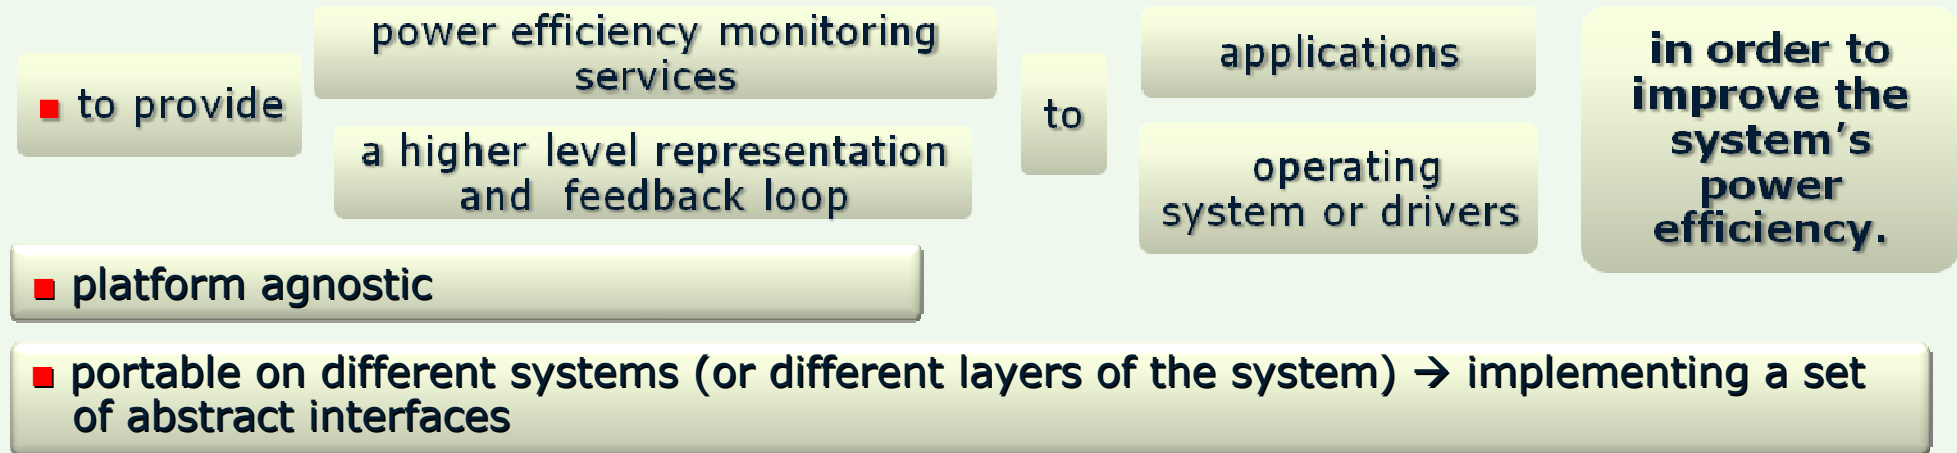 ▪ to provide
power efficiency monitoring
services
a higher level representation
and feedback loop
to
applications
operating
system or drivers
in order to
improve the
system’s
power
efficiency.
▪ platform agnostic
▪ portable on different systems (or different layers of the system) → implementing a set
of abstract interfaces